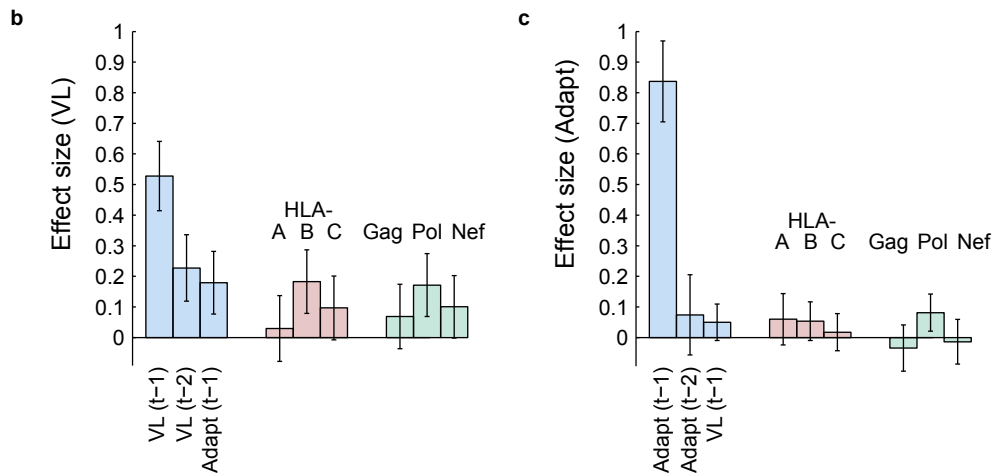 b
1
0.9
0.8
0.7
0.6
0.5
0.4
0.3
0.2
0.1
0
Effect size (VL)
HLA-
A B C
Gag Pol Nef
VL (t−1)
VL (t−2)
Adapt (t−1)
c
1
0.9
0.8
0.7
0.6
0.5
0.4
0.3
0.2
0.1
0
Effect size (Adapt)
HLA-
A B C
Gag Pol Nef
Adapt (t−1)
Adapt (t−2)
VL (t−1)